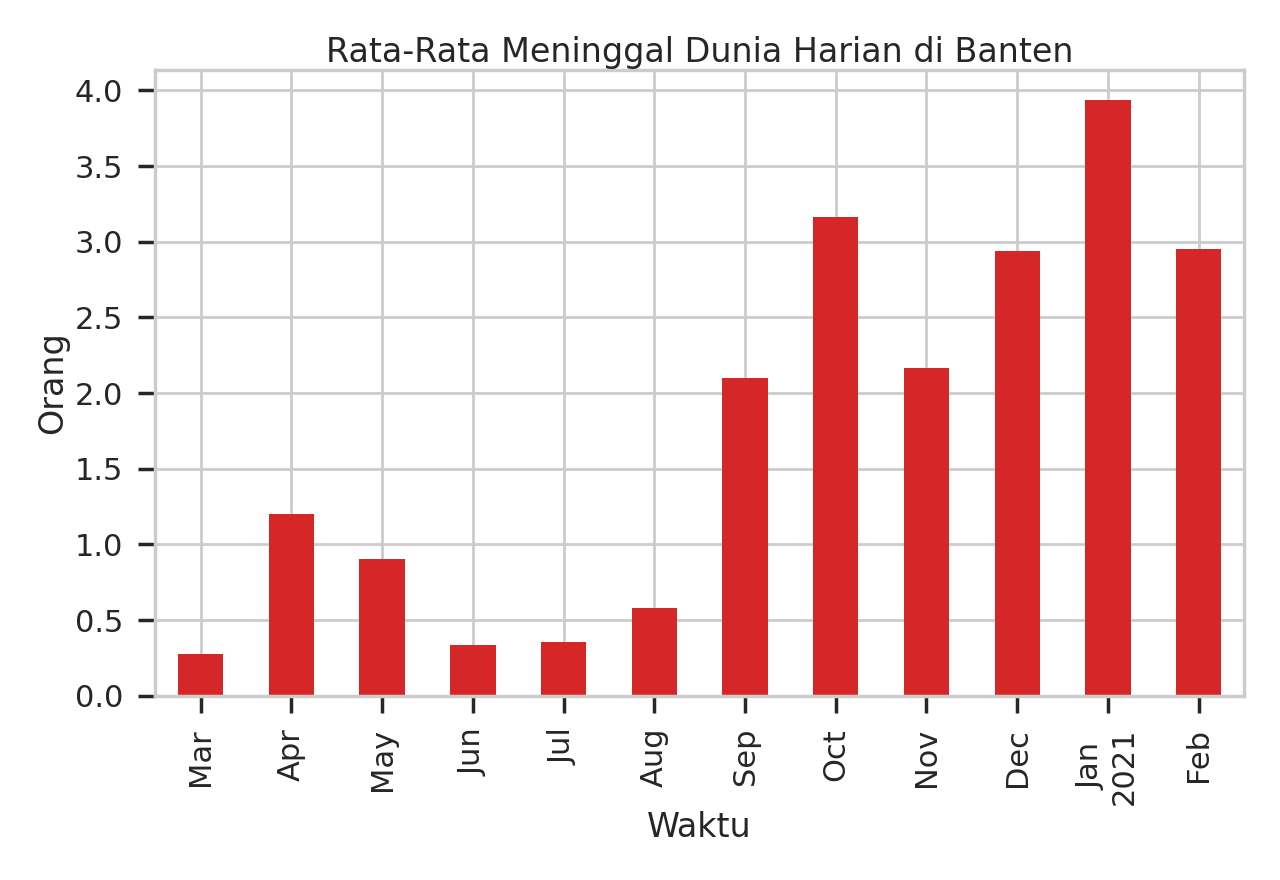 Rata-Rata Meninggal Dunia Harian di Banten
4.0
3.5
3.0
2.5
2.0
1.5
1.0
0.5
0.0
Orang
Mar
Apr
May
Jun
Jul
Aug
Sep
Oct
Nov
Dec
Jan
2021
Feb
Waktu